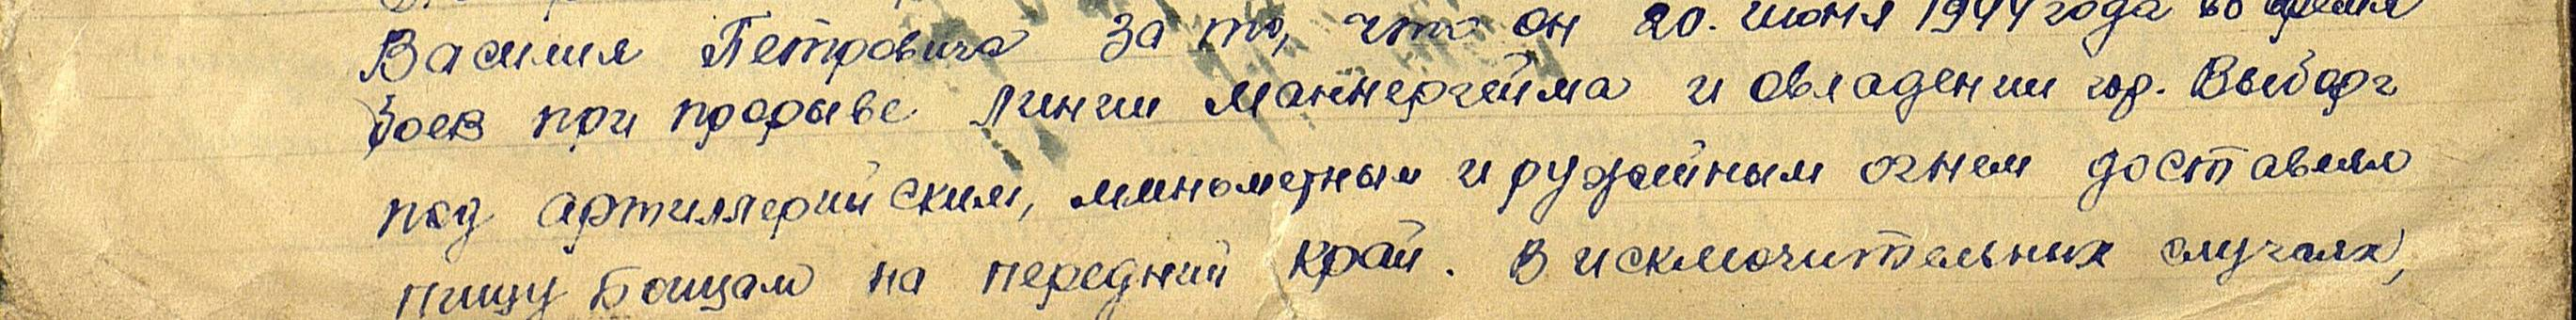 Василия Петровича за то, что он 20. июня 1944 года во время
боев при прорыве линии Маннергейма и овладении гор. Выборг
под артиллерийским, минометным и ружейным огнем доставлял
пищу бойцам на передний край. В исключительних случаях,